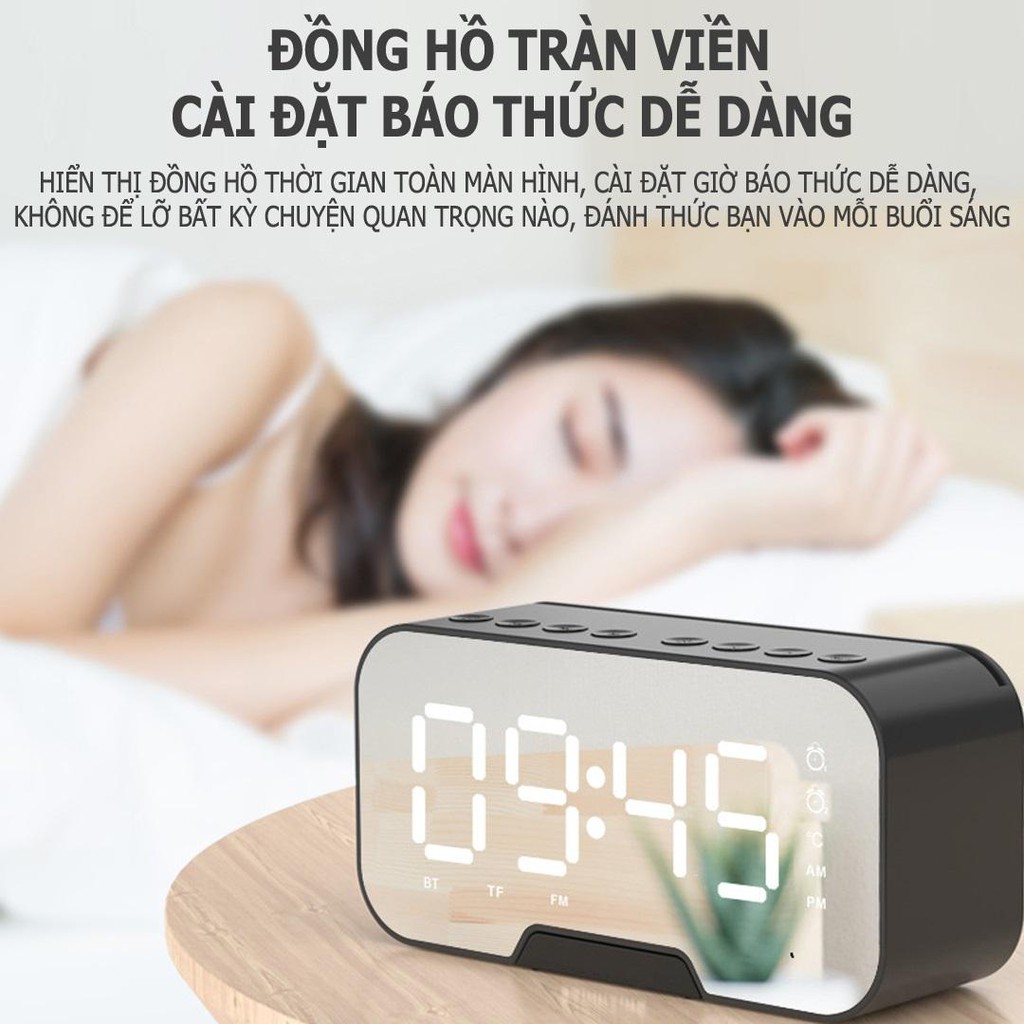 ĐỒNG HỒ TRÀN VIỀN
CÀI ĐẶT BÁO THỨC DỄ DÀNG
HIỂN THỊ ĐỒNG HỒ THỜI GIAN TOÀN MÀN HÌNH, CÀI ĐẶT GIỜ BÁO THỨC DỄ DÀNG,
KHÔNG ĐỂ LỠ BẤT KỲ CHUYỆN QUAN TRỌNG NÀO, ĐÁNH THỨC BẠN VÀO MỖI BUỔI SÁNG
09:45
°C
AM
PM
BT TF FM